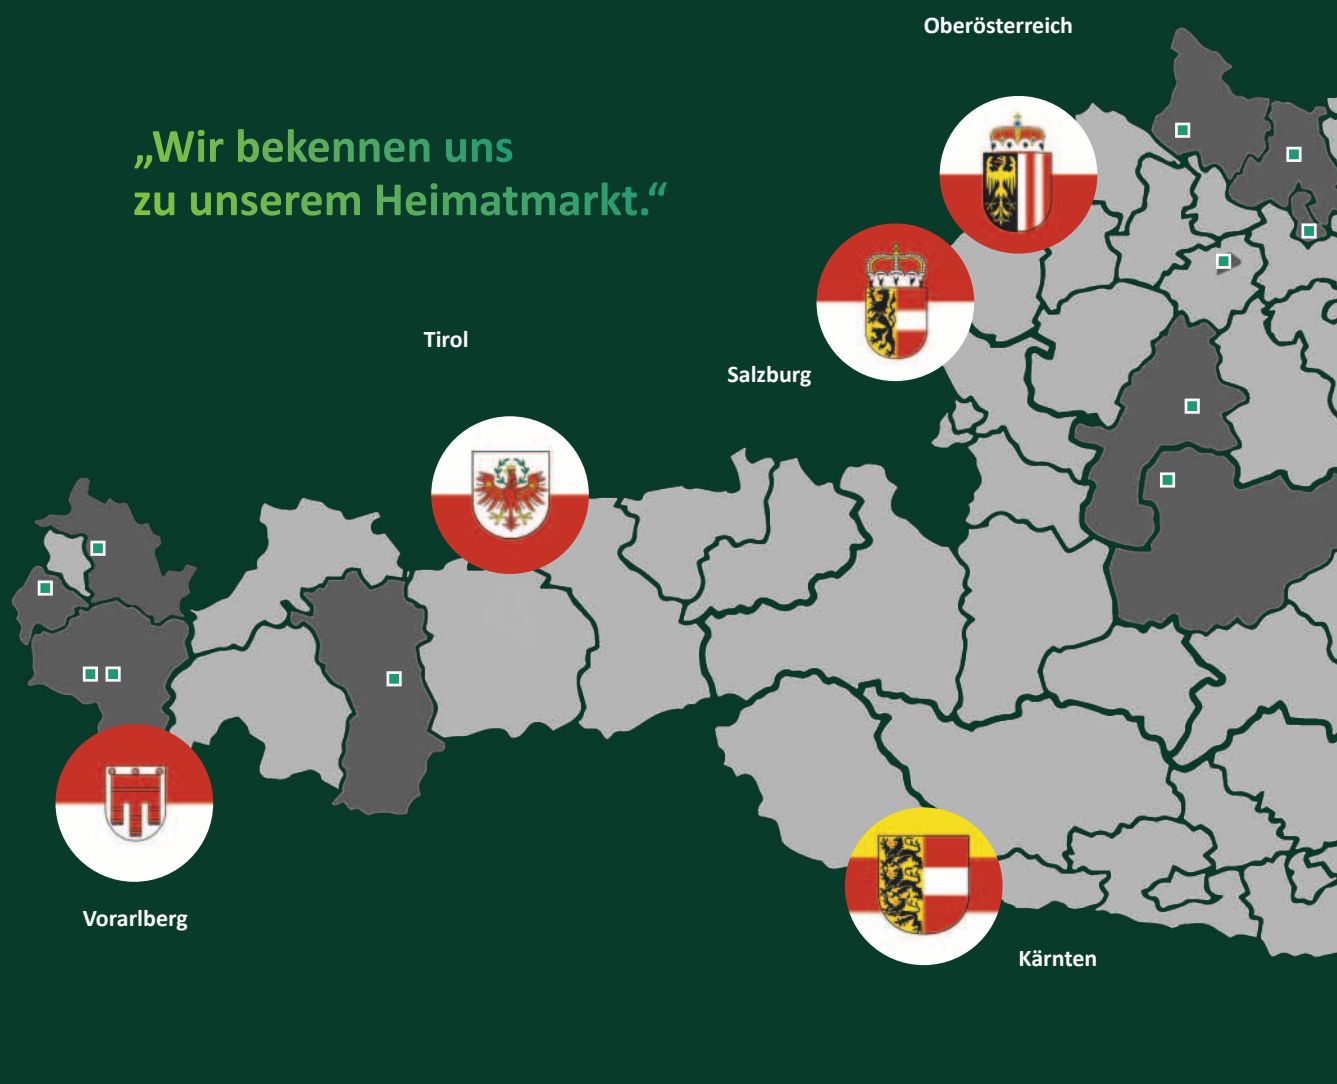 Oberösterreich
„Wir bekennen uns
zu unserem Heimatmarkt.“
Tirol
Salzburg
Vorarlberg
Kärnten